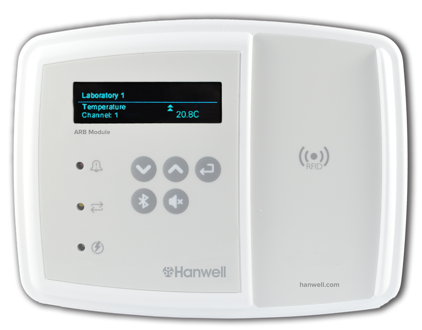 Laboratory 1
Temperature
Channel: 1 20.8C
ARB Module
RFID
Hanwell
hanwell.com